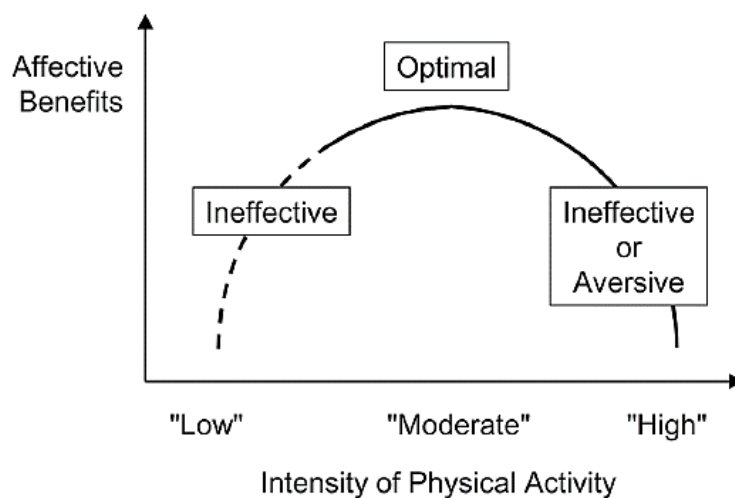 Affective
Benefits
Optimal
Ineffective
Ineffective
or
Aversive
"Low"
"Moderate"
"High"
Intensity of Physical Activity